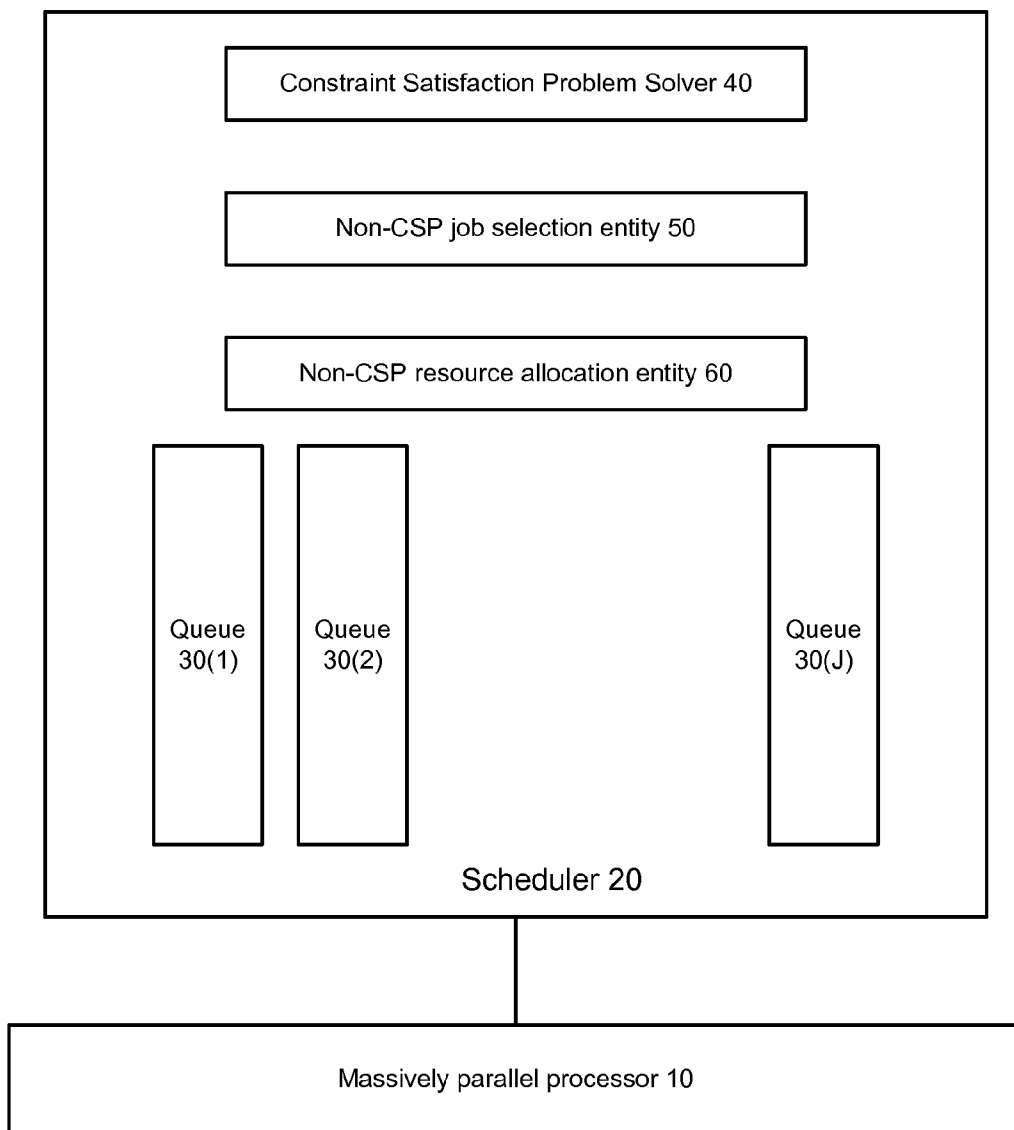 Constraint Satisfaction Problem Solver 40
Non-CSP job selection entity 50
Non-CSP resource allocation entity 60
Queue
30(1)
Queue
30(2)
Queue
30(J)
Scheduler 20
Massively parallel processor 10